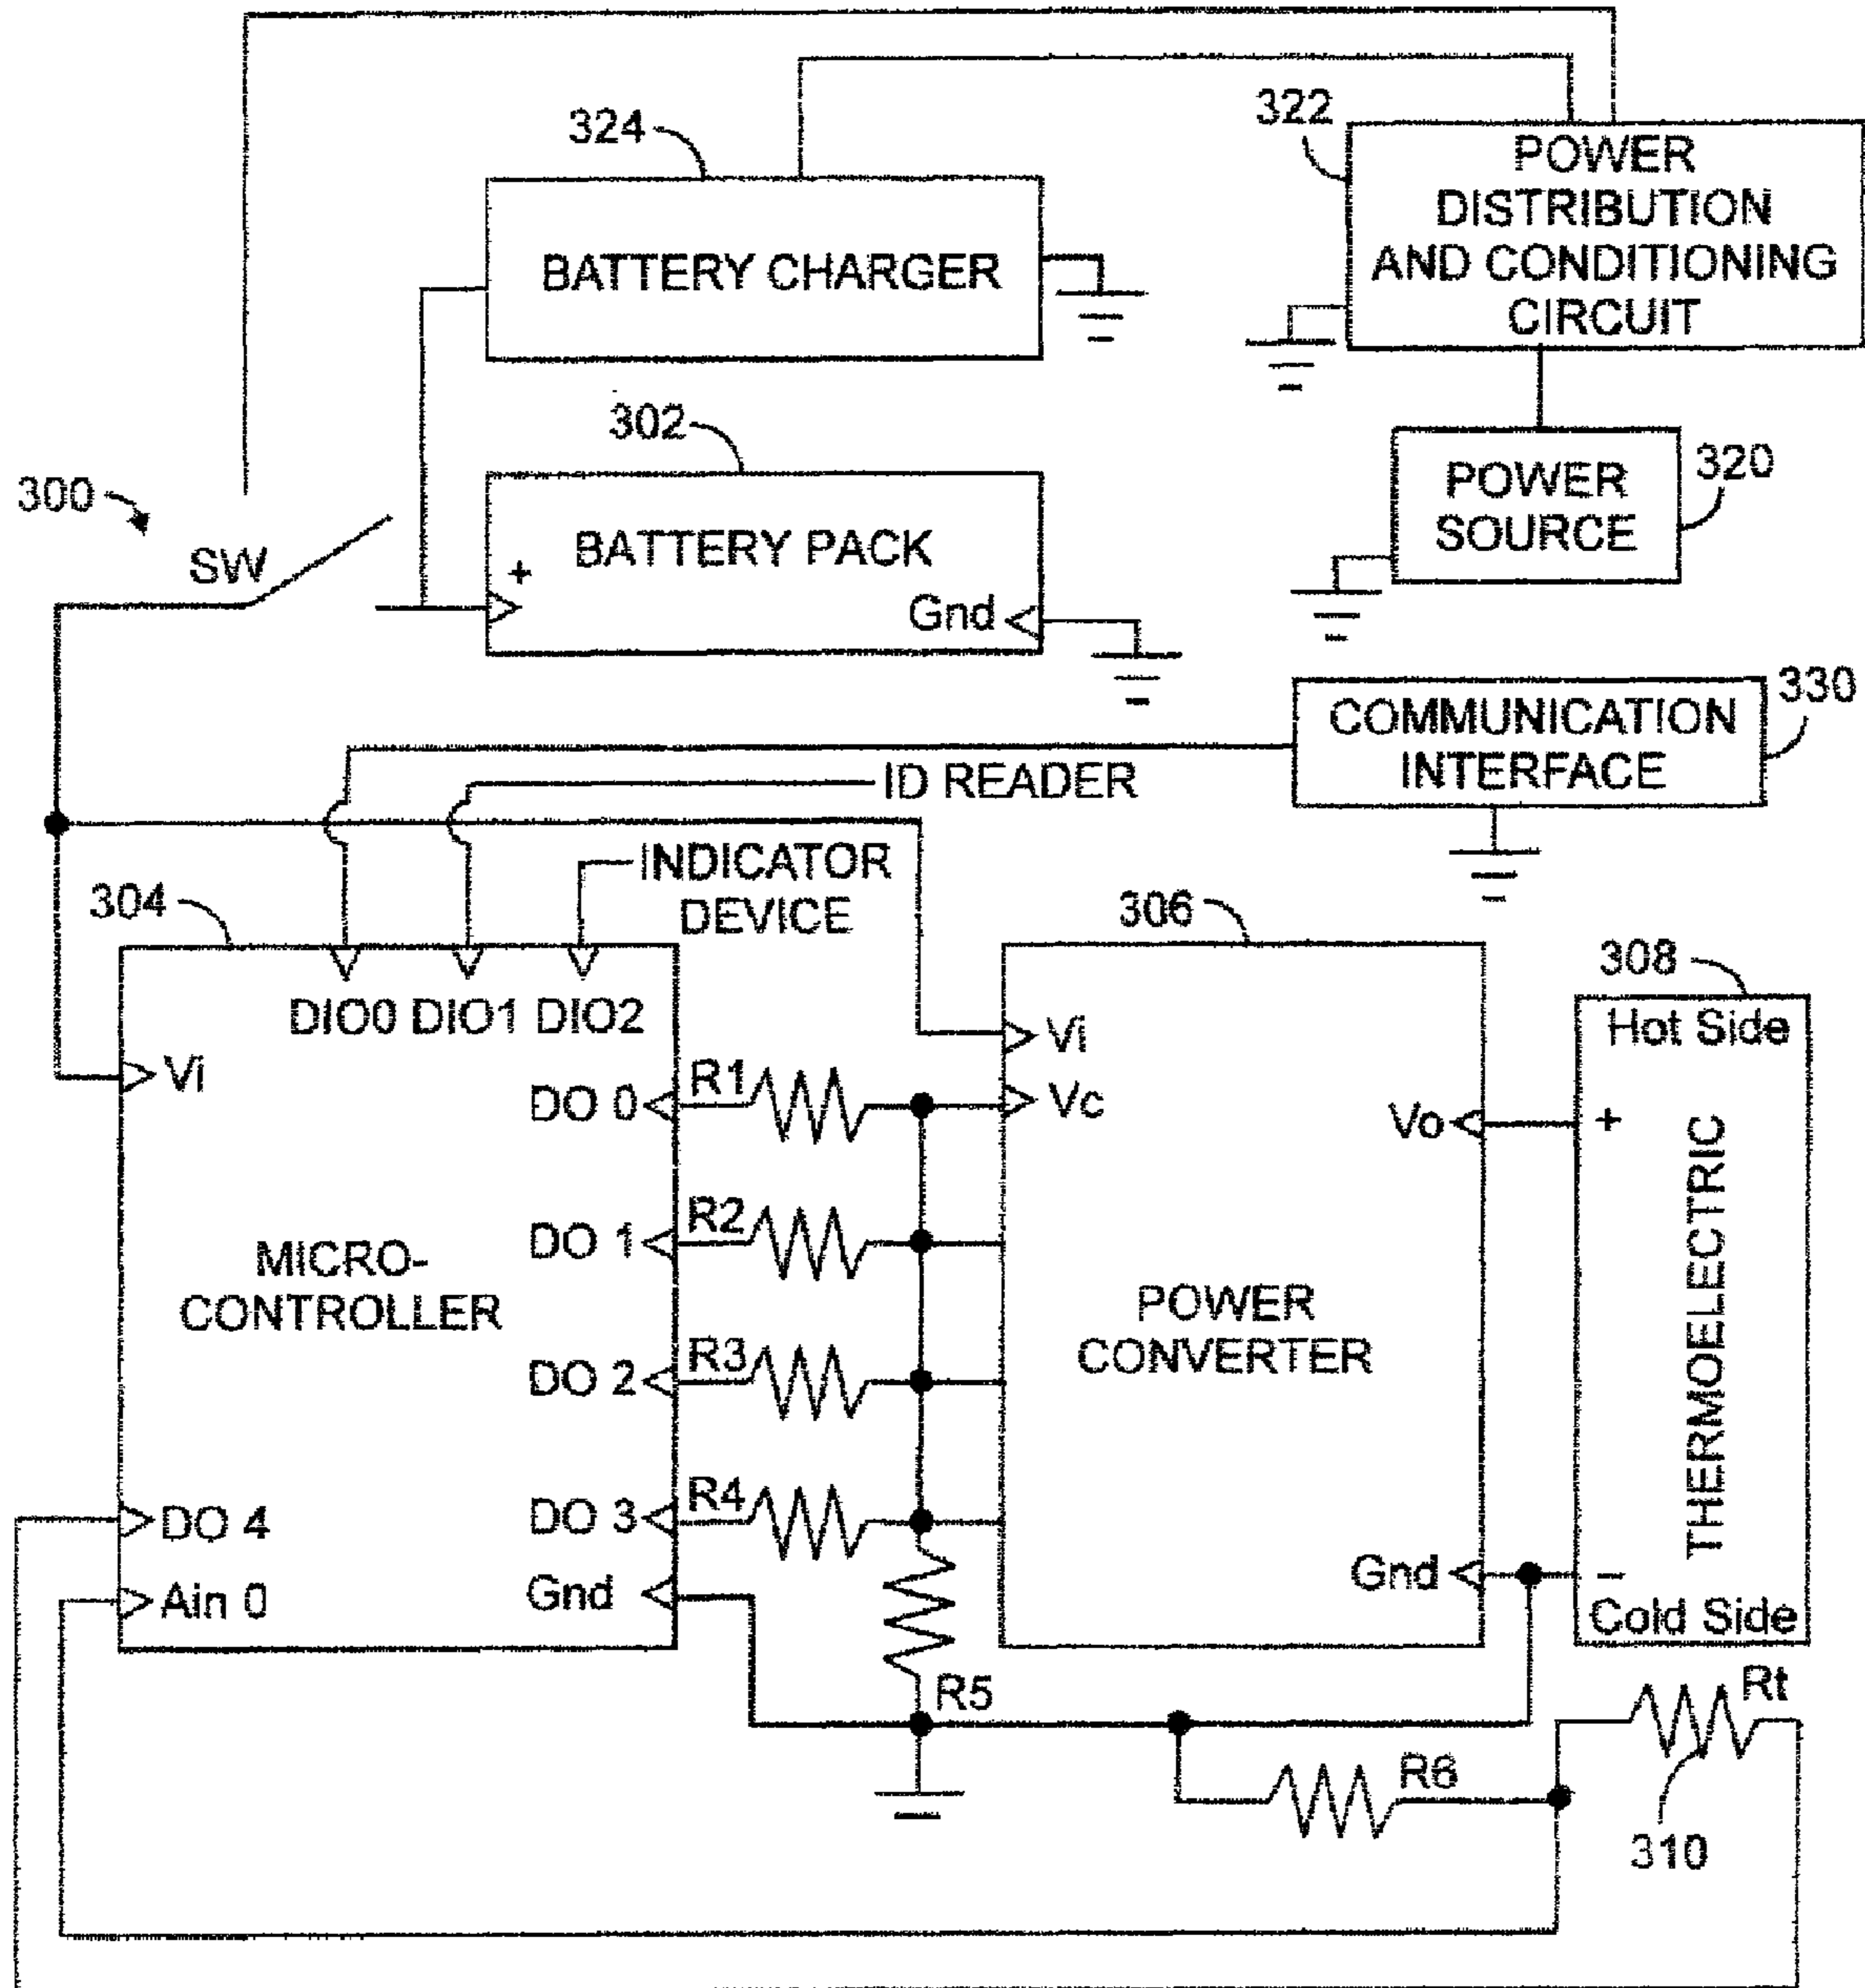 324
322
POWER
DISTRIBUTION
AND CONDITIONING
CIRCUIT
BATTERY CHARGER
302
300
SW
+
BATTERY PACK
Gnd
POWER
SOURCE
320
COMMUNICATION
INTERFACE
330
ID READER
INDICATOR
DEVICE
304
306
308
DIO0 DIO1 DIO2
Vi
Vi
Hot Side
DO 0
R1
Vc
Vo
+
DO 1
R2
MICRO-
CONTROLLER
POWER
CONVERTER
THERMOELECTRIC
DO 2
R3
DO 4
DO 3
R4
Ain 0
Gnd
Gnd
−
Cold Side
R5
Rt
R6
310